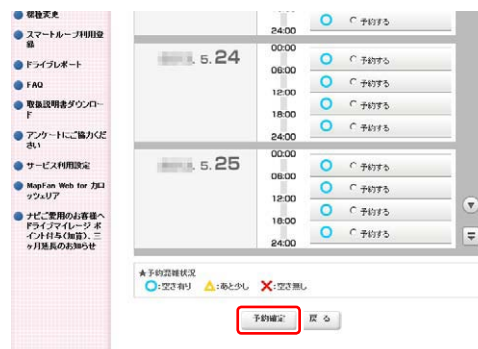 スマートループ利用登
録
ドライブレポート
FAQ
取扱説明書ダウンロー
ド
アンケートにご協力くだ
さい
サービス利用設定
MapFan Web for カロ
ッツェリア
ナビご愛用のお客様へ
ドライブマイレージ ポ
イント付与(加算)、三
ヶ月延長のお知らせ
24:00
予約する
. 5. 24
00:00
予約する
06:00
予約する
12:00
予約する
18:00
予約する
24:00
. 5. 25
00:00
予約する
06:00
予約する
12:00
予約する
18:00
予約する
24:00
★予約混雑状況
:空き有り :あと少し :空き無し
予約確定 戻る